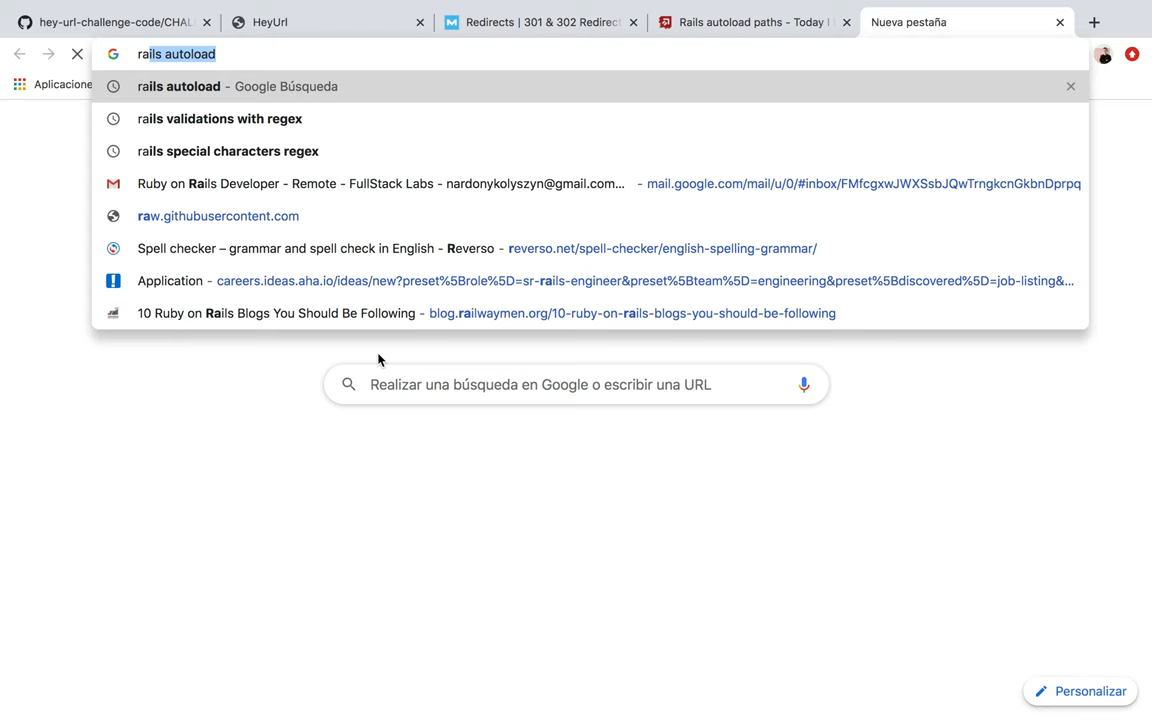 hey-url-challenge-code/CHAL
HeyUrl
Redirects | 301 & 302 Redirect
Rails autoload paths - Today I
Nueva pestaña
rails autoload
Aplicacione
rails autoload - Google Búsqueda
rails validations with regex
rails special characters regex
Ruby on Rails Developer - Remote - FullStack Labs - nardonykolyszyn@gmail.com... - mail.google.com/mail/u/0/#inbox/FMfcgxwJWXSsbJQwTrngkcnGkbnDprpq
raw.githubusercontent.com
Spell checker – grammar and spell check in English - Reverso - reverso.net/spell-checker/english-spelling-grammar/
Application - careers.ideas.aha.io/ideas/new?preset%5Brole%5D=sr-rails-engineer&preset%5Bteam%5D=engineering&preset%5Bdiscovered%5D=job-listing&...
10 Ruby on Rails Blogs You Should Be Following - blog.railwaymen.org/10-ruby-on-rails-blogs-you-should-be-following
Realizar una búsqueda en Google o escribir una URL
Personalizar